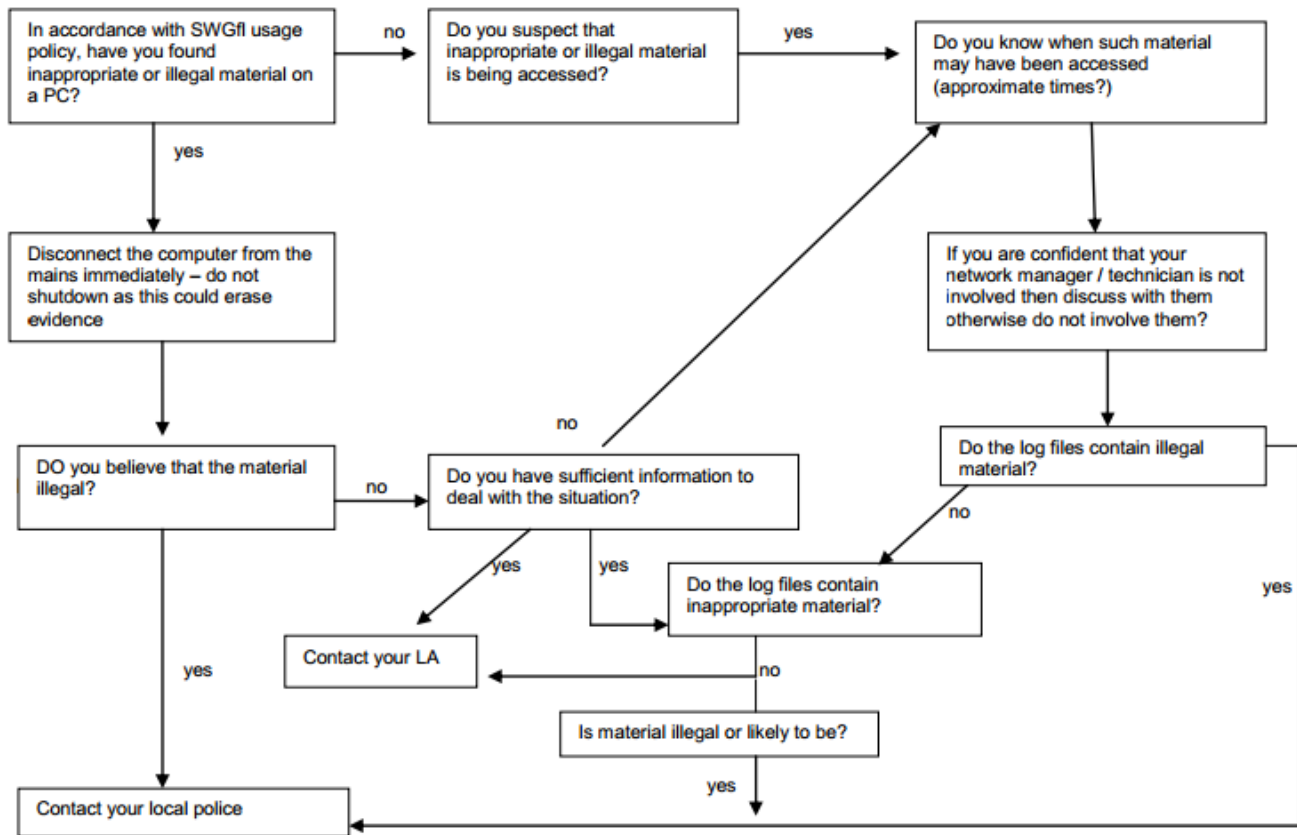 In accordance with SWGfl usage
policy, have you found
inappropriate or illegal material on
a PC?
no
Do you suspect that
inappropriate or illegal material
is being accessed?
yes
Do you know when such material
may have been accessed
(approximate times?)
yes
Disconnect the computer from the
mains immediately – do not
shutdown as this could erase
evidence
If you are confident that your
network manager / technician is not
involved then discuss with them
otherwise do not involve them?
no
DO you believe that the material
illegal?
no
Do you have sufficient information to
deal with the situation?
Do the log files contain illegal
material?
no
yes
yes
Do the log files contain
inappropriate material?
yes
Contact your LA
yes
no
Is material illegal or likely to be?
yes
Contact your local police